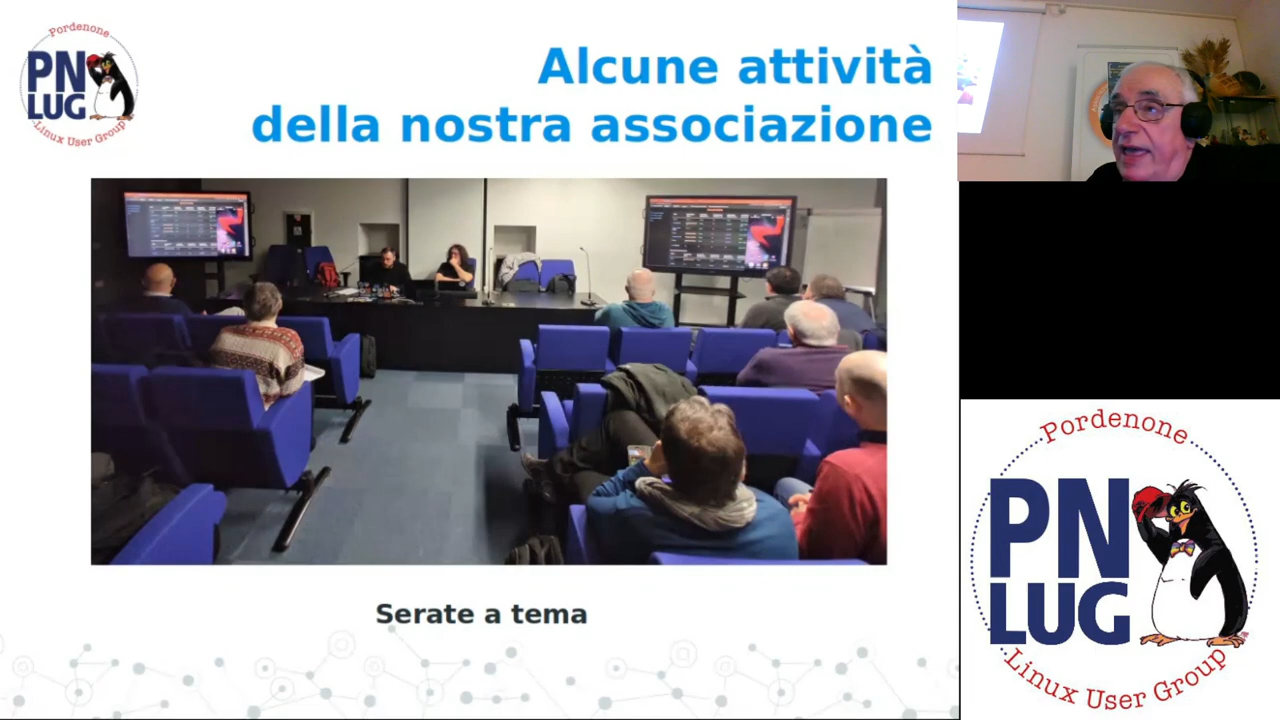 Pordenone
PN
LUG
Linux User Group
Alcune attività
della nostra associazione
Serate a tema
Pordenone
PN
LUG
Linux User Group